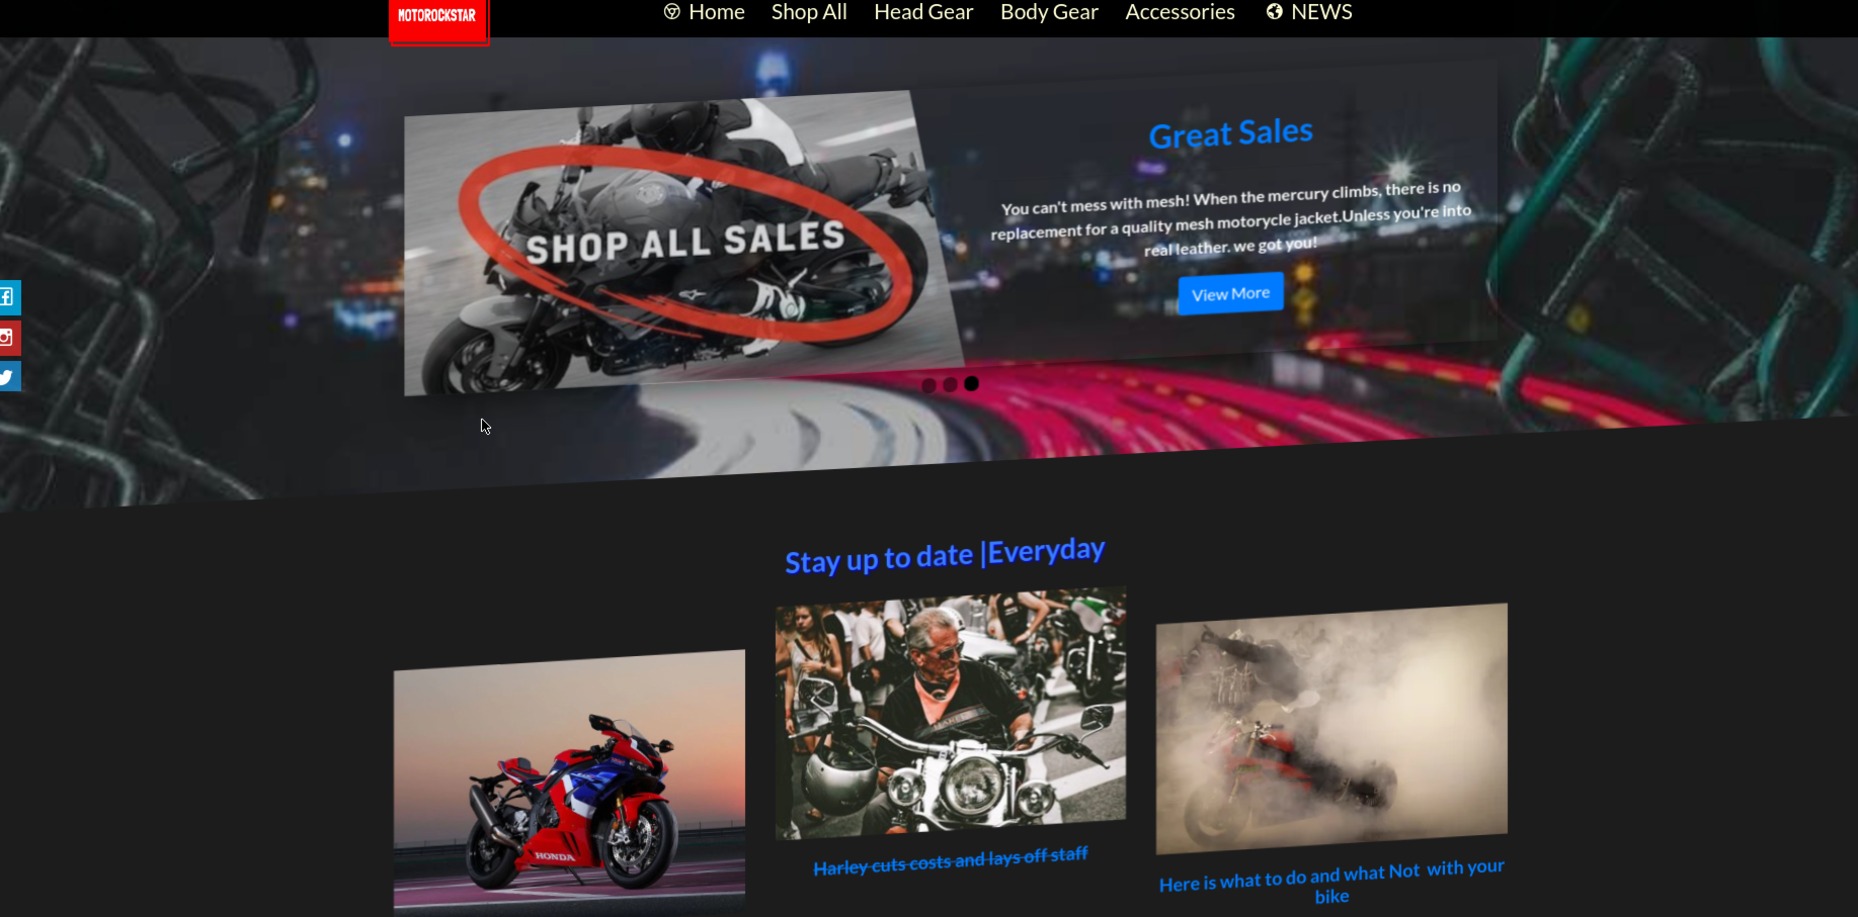 MOTOROCKSTAR
Home Shop All Head Gear Body Gear Accessories NEWS
SHOP ALL SALES
Great Sales
You can't mess with mesh! When the mercury climbs, there is no
replacement for a quality mesh motorcycle jacket.Unless you're into
real leather. we got you!
View More
Stay up to date |Everyday
HONDA
Harley cuts costs and lays off staff
Here is what to do and what Not with your
bike